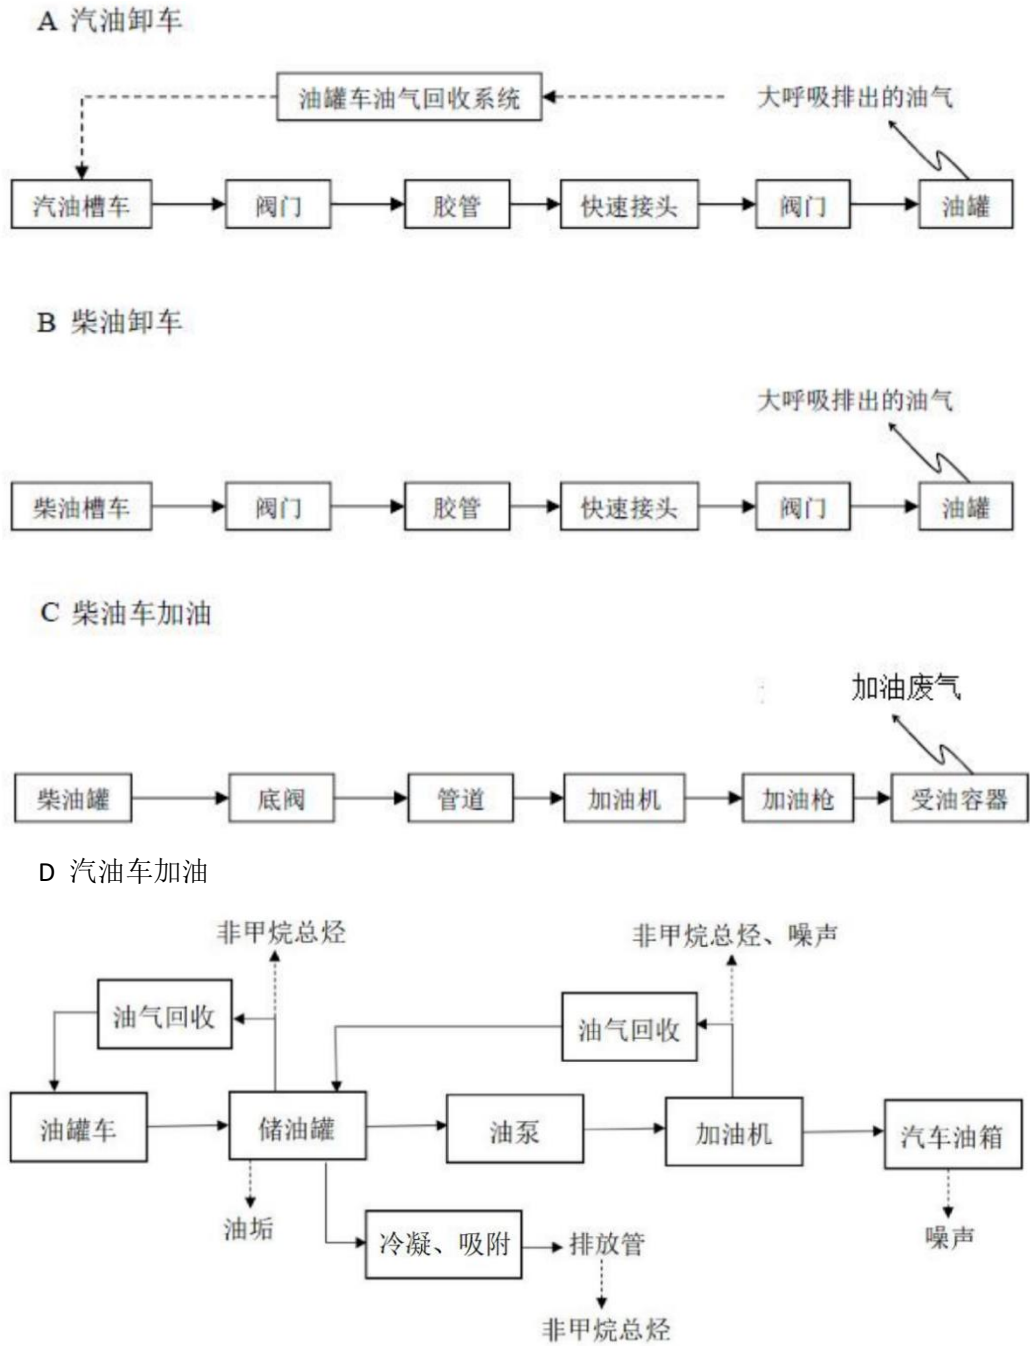 A 汽油卸车
油罐车油气回收系统
大呼吸排出的油气
汽油槽车
阀门
胶管
快速接头
阀门
油罐
B 柴油卸车
大呼吸排出的油气
柴油槽车
阀门
胶管
快速接头
阀门
油罐
C 柴油车加油
加油废气
柴油罐
底阀
管道
加油机
加油枪
受油容器
D 汽油车加油
非甲烷总烃
非甲烷总烃、噪声
油气回收
油气回收
油罐车
储油罐
油泵
加油机
汽车油箱
油垢
冷凝、吸附
排放管
噪声
非甲烷总烃